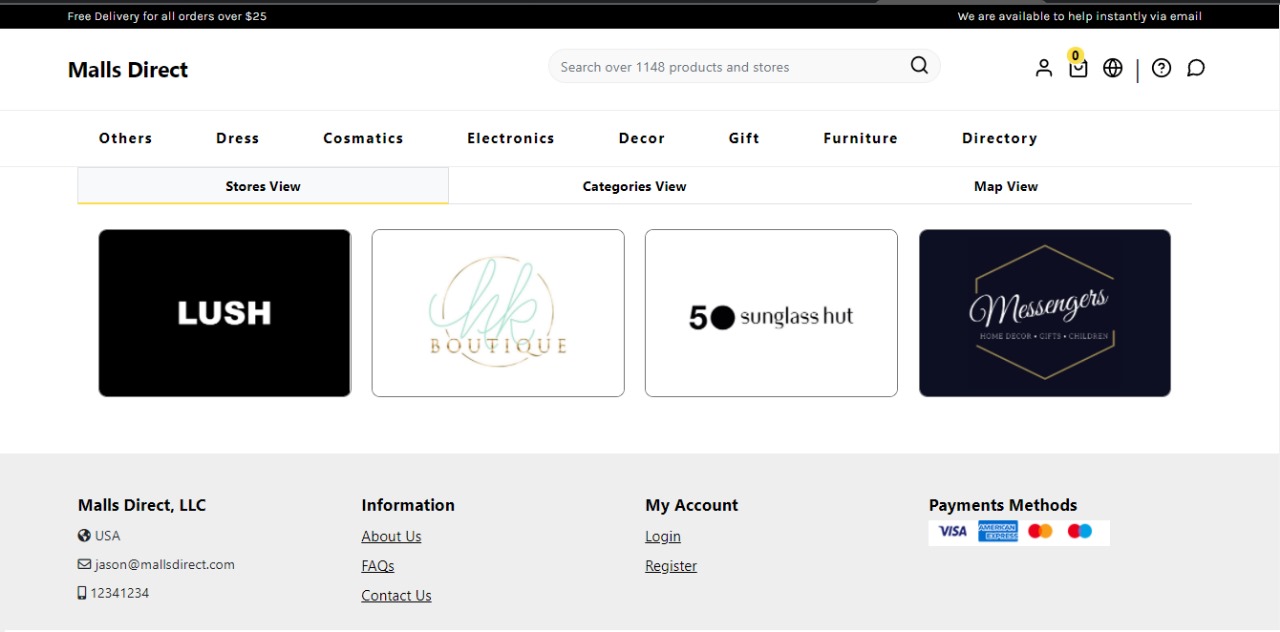 Free Delivery for all orders over $25
We are available to help instantly via email
Malls Direct
Search over 1148 products and stores
0
Others Dress Cosmatics Electronics Decor Gift Furniture Directory
Stores View Categories View Map View
LUSH
hk
BOUTIQUE
50 sunglass hut
Messengers
HOME DECOR • GIFTS • CHILDREN
Malls Direct, LLC
USA
jason@mallsdirect.com
12341234
Information
About Us
FAQs
Contact Us
My Account
Login
Register
Payments Methods
VISA
AMERICAN
EXPRESS